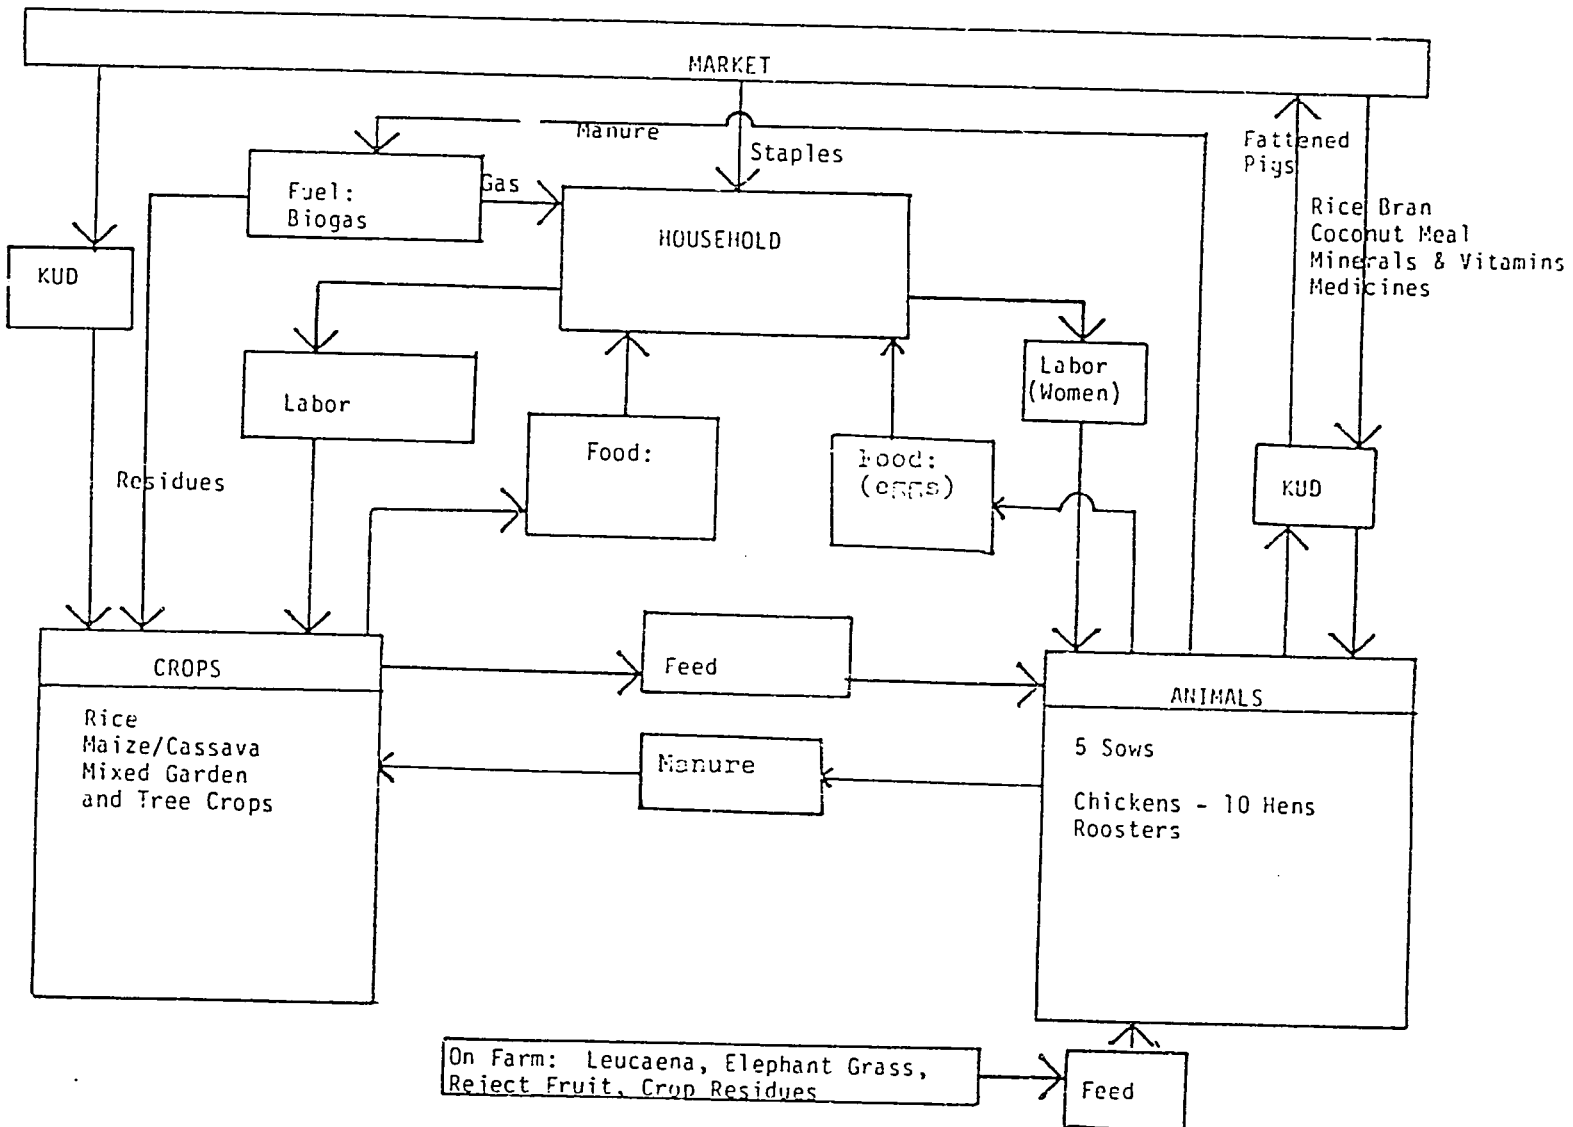 MARKET
Manure
Staples
Fattened
Pigs
Gas
Fuel:
Biogas
HOUSEHOLD
Rice Bran
Coconut Meal
Minerals & Vitamins
Medicines
KUD
Labor
Labor
(Women)
Food:
Food:
(eggs)
KUD
Residues
CROPS
Feed
ANIMALS
Rice
Maize/Cassava
Mixed Garden
and Tree Crops
Manure
5 Sows
Chickens - 10 Hens
Roosters
On Farm: Leucaena, Elephant Grass,
Reject Fruit, Crop Residues
Feed